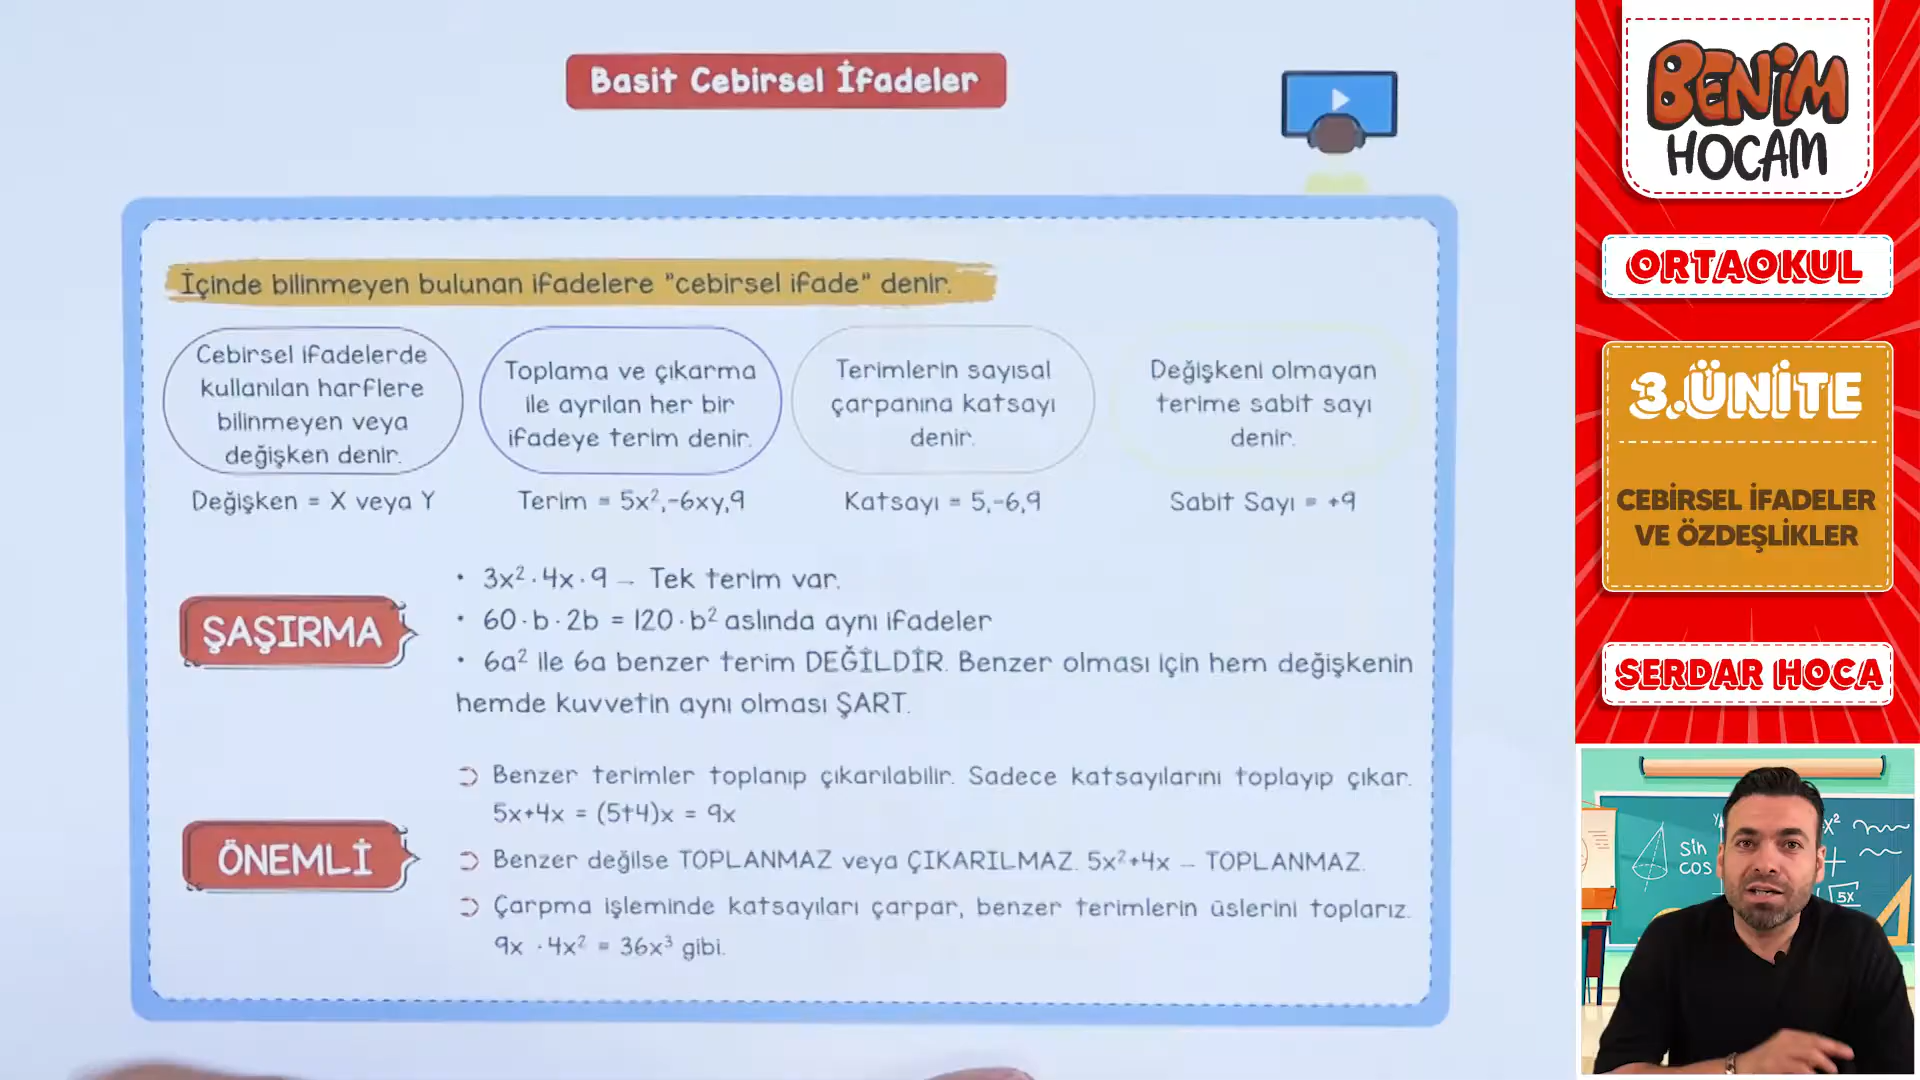 Basit Cebirsel İfadeler
İçinde bilinmeyen bulunan ifadelere "cebirsel ifade" denir.
Cebirsel ifadelerde
kullanılan harflere
bilinmeyen veya
değişken denir.
Değişken = X veya Y
Toplama ve çıkarma
ile ayrılan her bir
ifadeye terim denir.
Terim = 5x²,-6xy,9
Terimlerin sayısal
çarpanına katsayı
denir.
Katsayı = 5,-6,9
Değişkeni olmayan
terime sabit sayı
denir.
Sabit Sayı = +9
ŞAŞIRMA
• 3x² · 4x · 9 → Tek terim var.
• 60 · b · 2b = 120 · b² aslında aynı ifadeler
• 6a² ile 6a benzer terim DEĞİLDİR. Benzer olması için hem değişkenin
hemde kuvvetin aynı olması ŞART.
ÖNEMLİ
⊃ Benzer terimler toplanıp çıkarılabilir. Sadece katsayılarını toplayıp çıkar.
5x+4x = (5+4)x = 9x
⊃ Benzer değilse TOPLANMAZ veya ÇIKARILMAZ. 5x²+4x → TOPLANMAZ.
⊃ Çarpma işleminde katsayıları çarpar, benzer terimlerin üslerini toplarız.
9x · 4x² = 36x³ gibi.
BENİM
HOCAM
ORTAOKUL
3.ÜNİTE
CEBİRSEL İFADELER
VE ÖZDEŞLİKLER
SERDAR HOCA
Sin
COS
Y
x²
5x